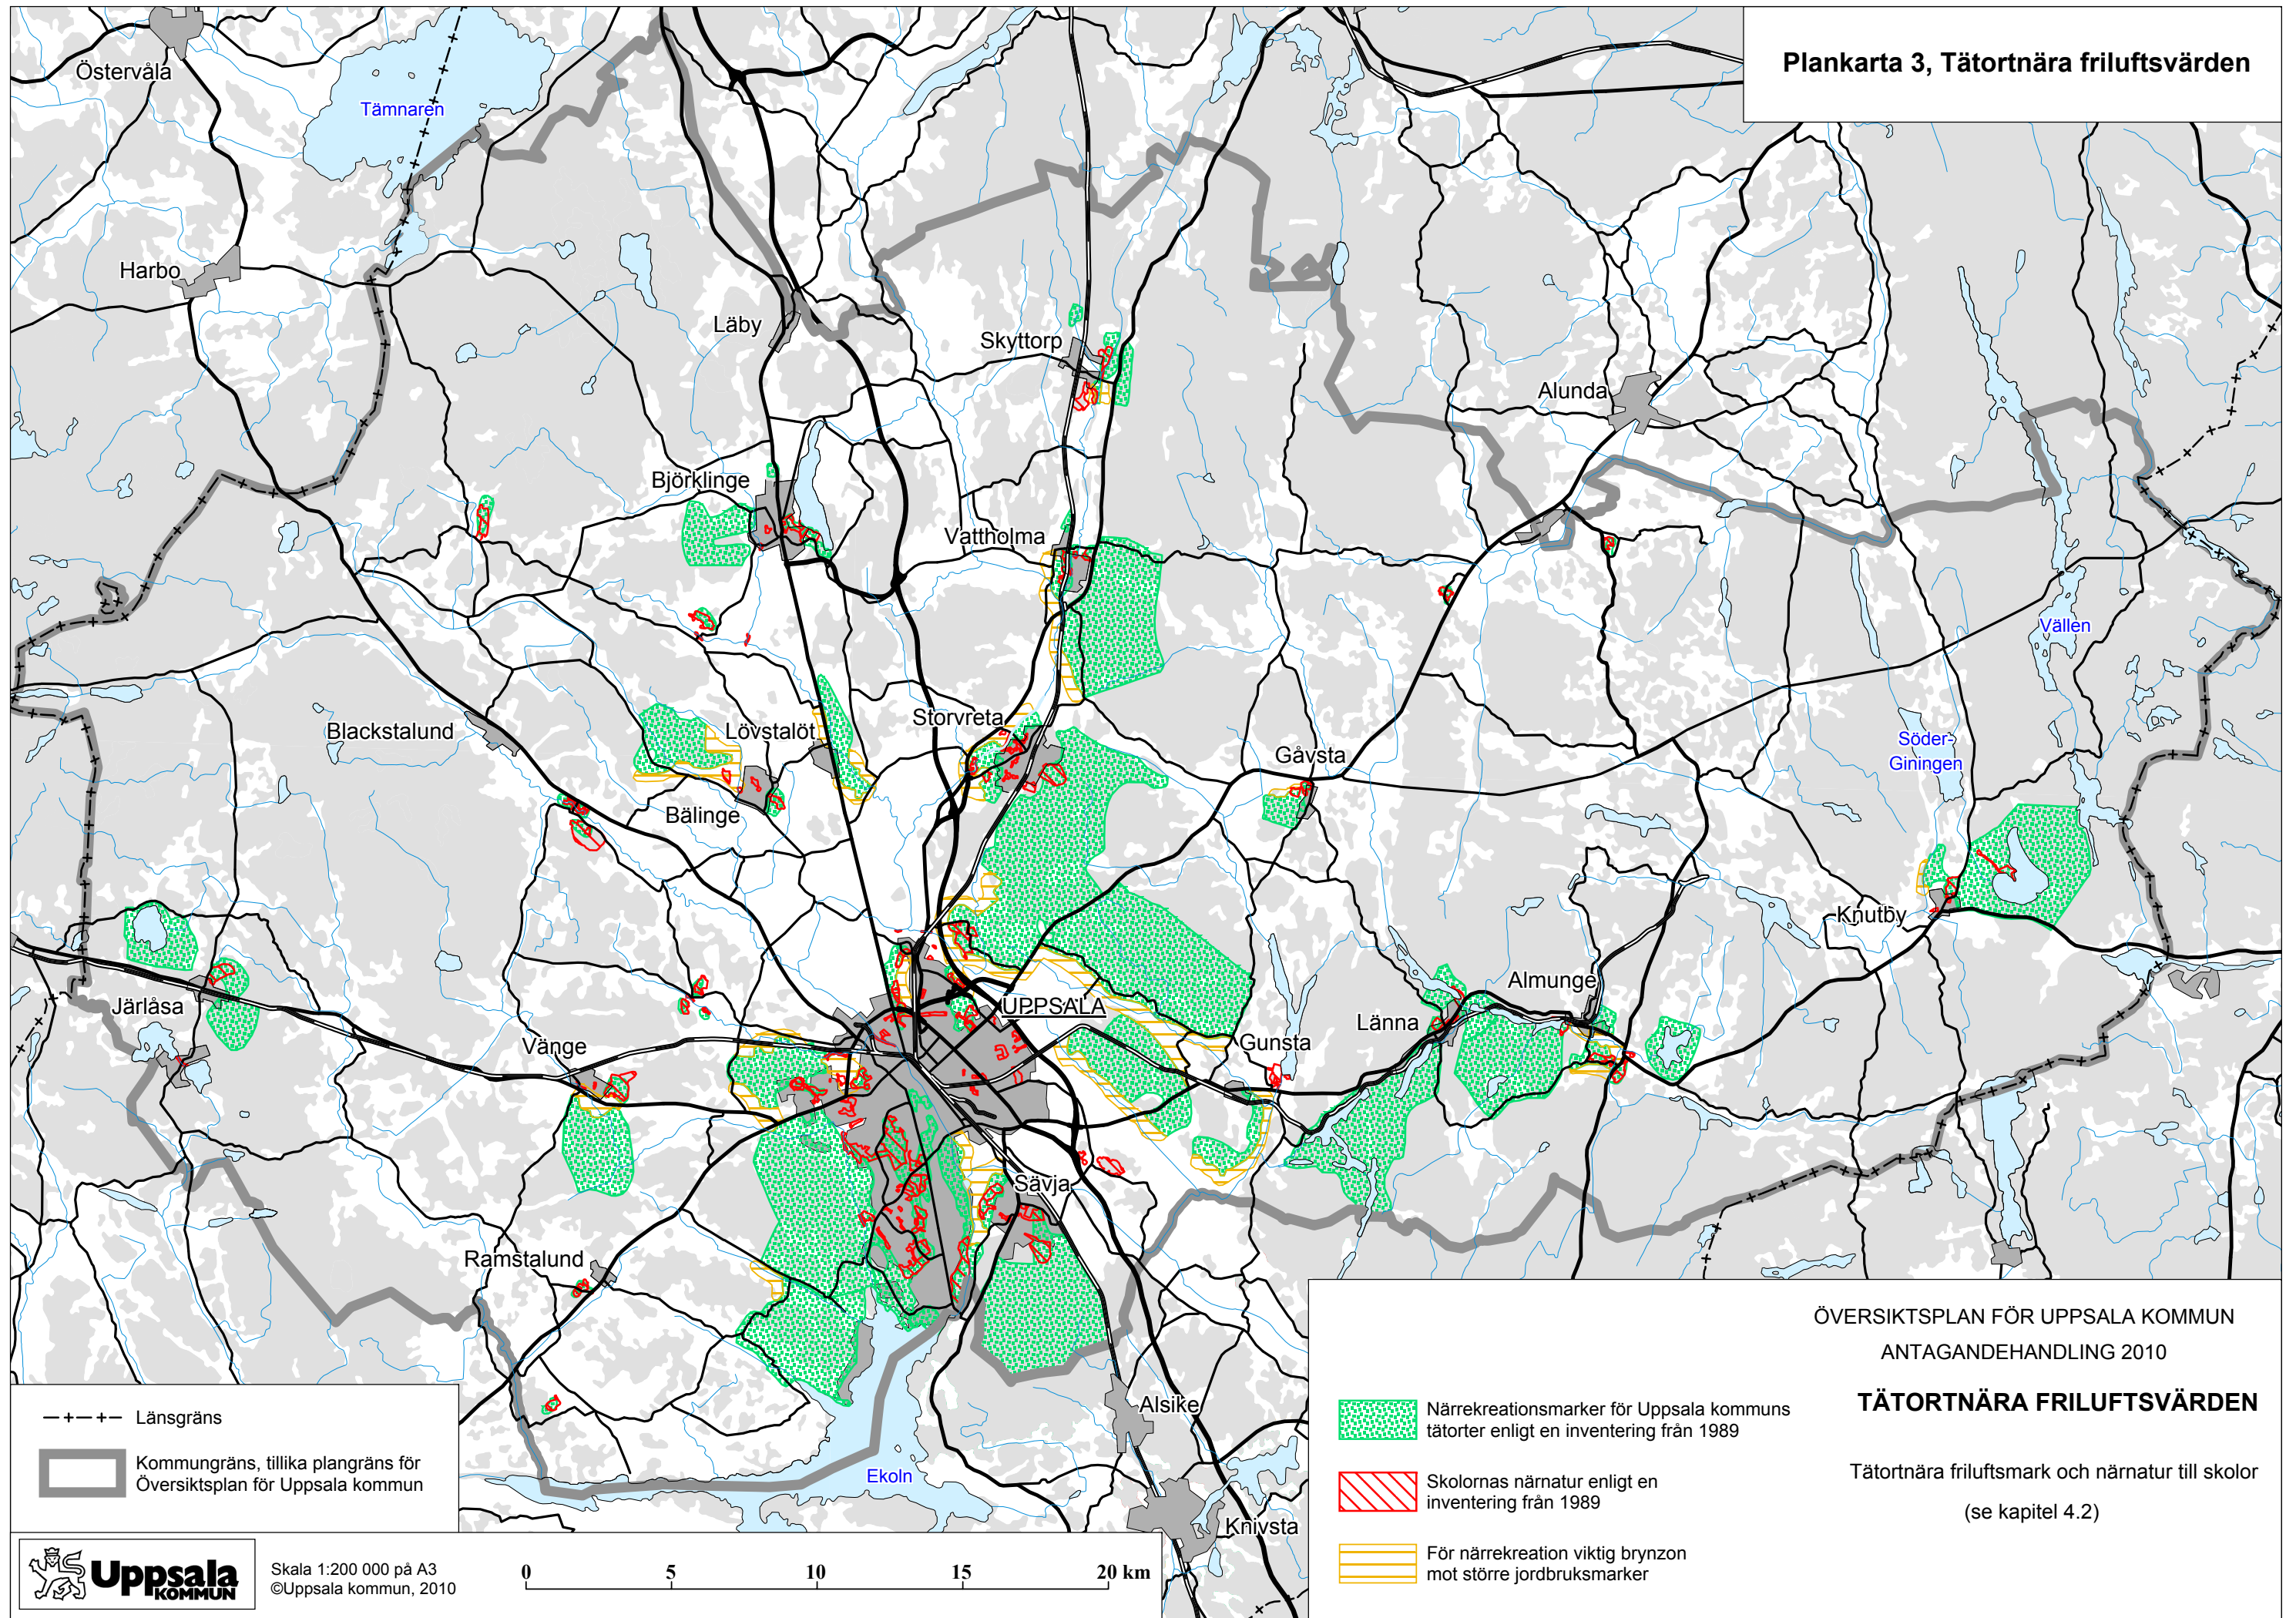 Plankarta 3, Tätortnära friluftsvärden
Östervåla
Tämnaren
Harbo
Läby
Skyttorp
Alunda
Björklinge
Vattholma
Vällen
Blackstalund
Lövstalöt
Storvreta
Gåvsta
Söder-
Giningen
Bälinge
Knutby
Järlåsa
Almunge
UPPSALA
Länna
Vänge
Gunsta
Sävja
Ramstalund
Alsike
Ekoln
Knivsta
Länsgräns
Kommungräns, tillika plangräns för
Översiktsplan för Uppsala kommun
Uppsala
KOMMUN
Skala 1:200 000 på A3
©Uppsala kommun, 2010
0 5 10 15 20 km
ÖVERSIKTSPLAN FÖR UPPSALA KOMMUN
ANTAGANDEHANDLING 2010
TÄTORTNÄRA FRILUFTSVÄRDEN
Tätortnära friluftsmark och närnatur till skolor
(se kapitel 4.2)
Närrekreationsmarker för Uppsala kommuns
tätorter enligt en inventering från 1989
Skolornas närnatur enligt en
inventering från 1989
För närrekreation viktig brynzon
mot större jordbruksmarker